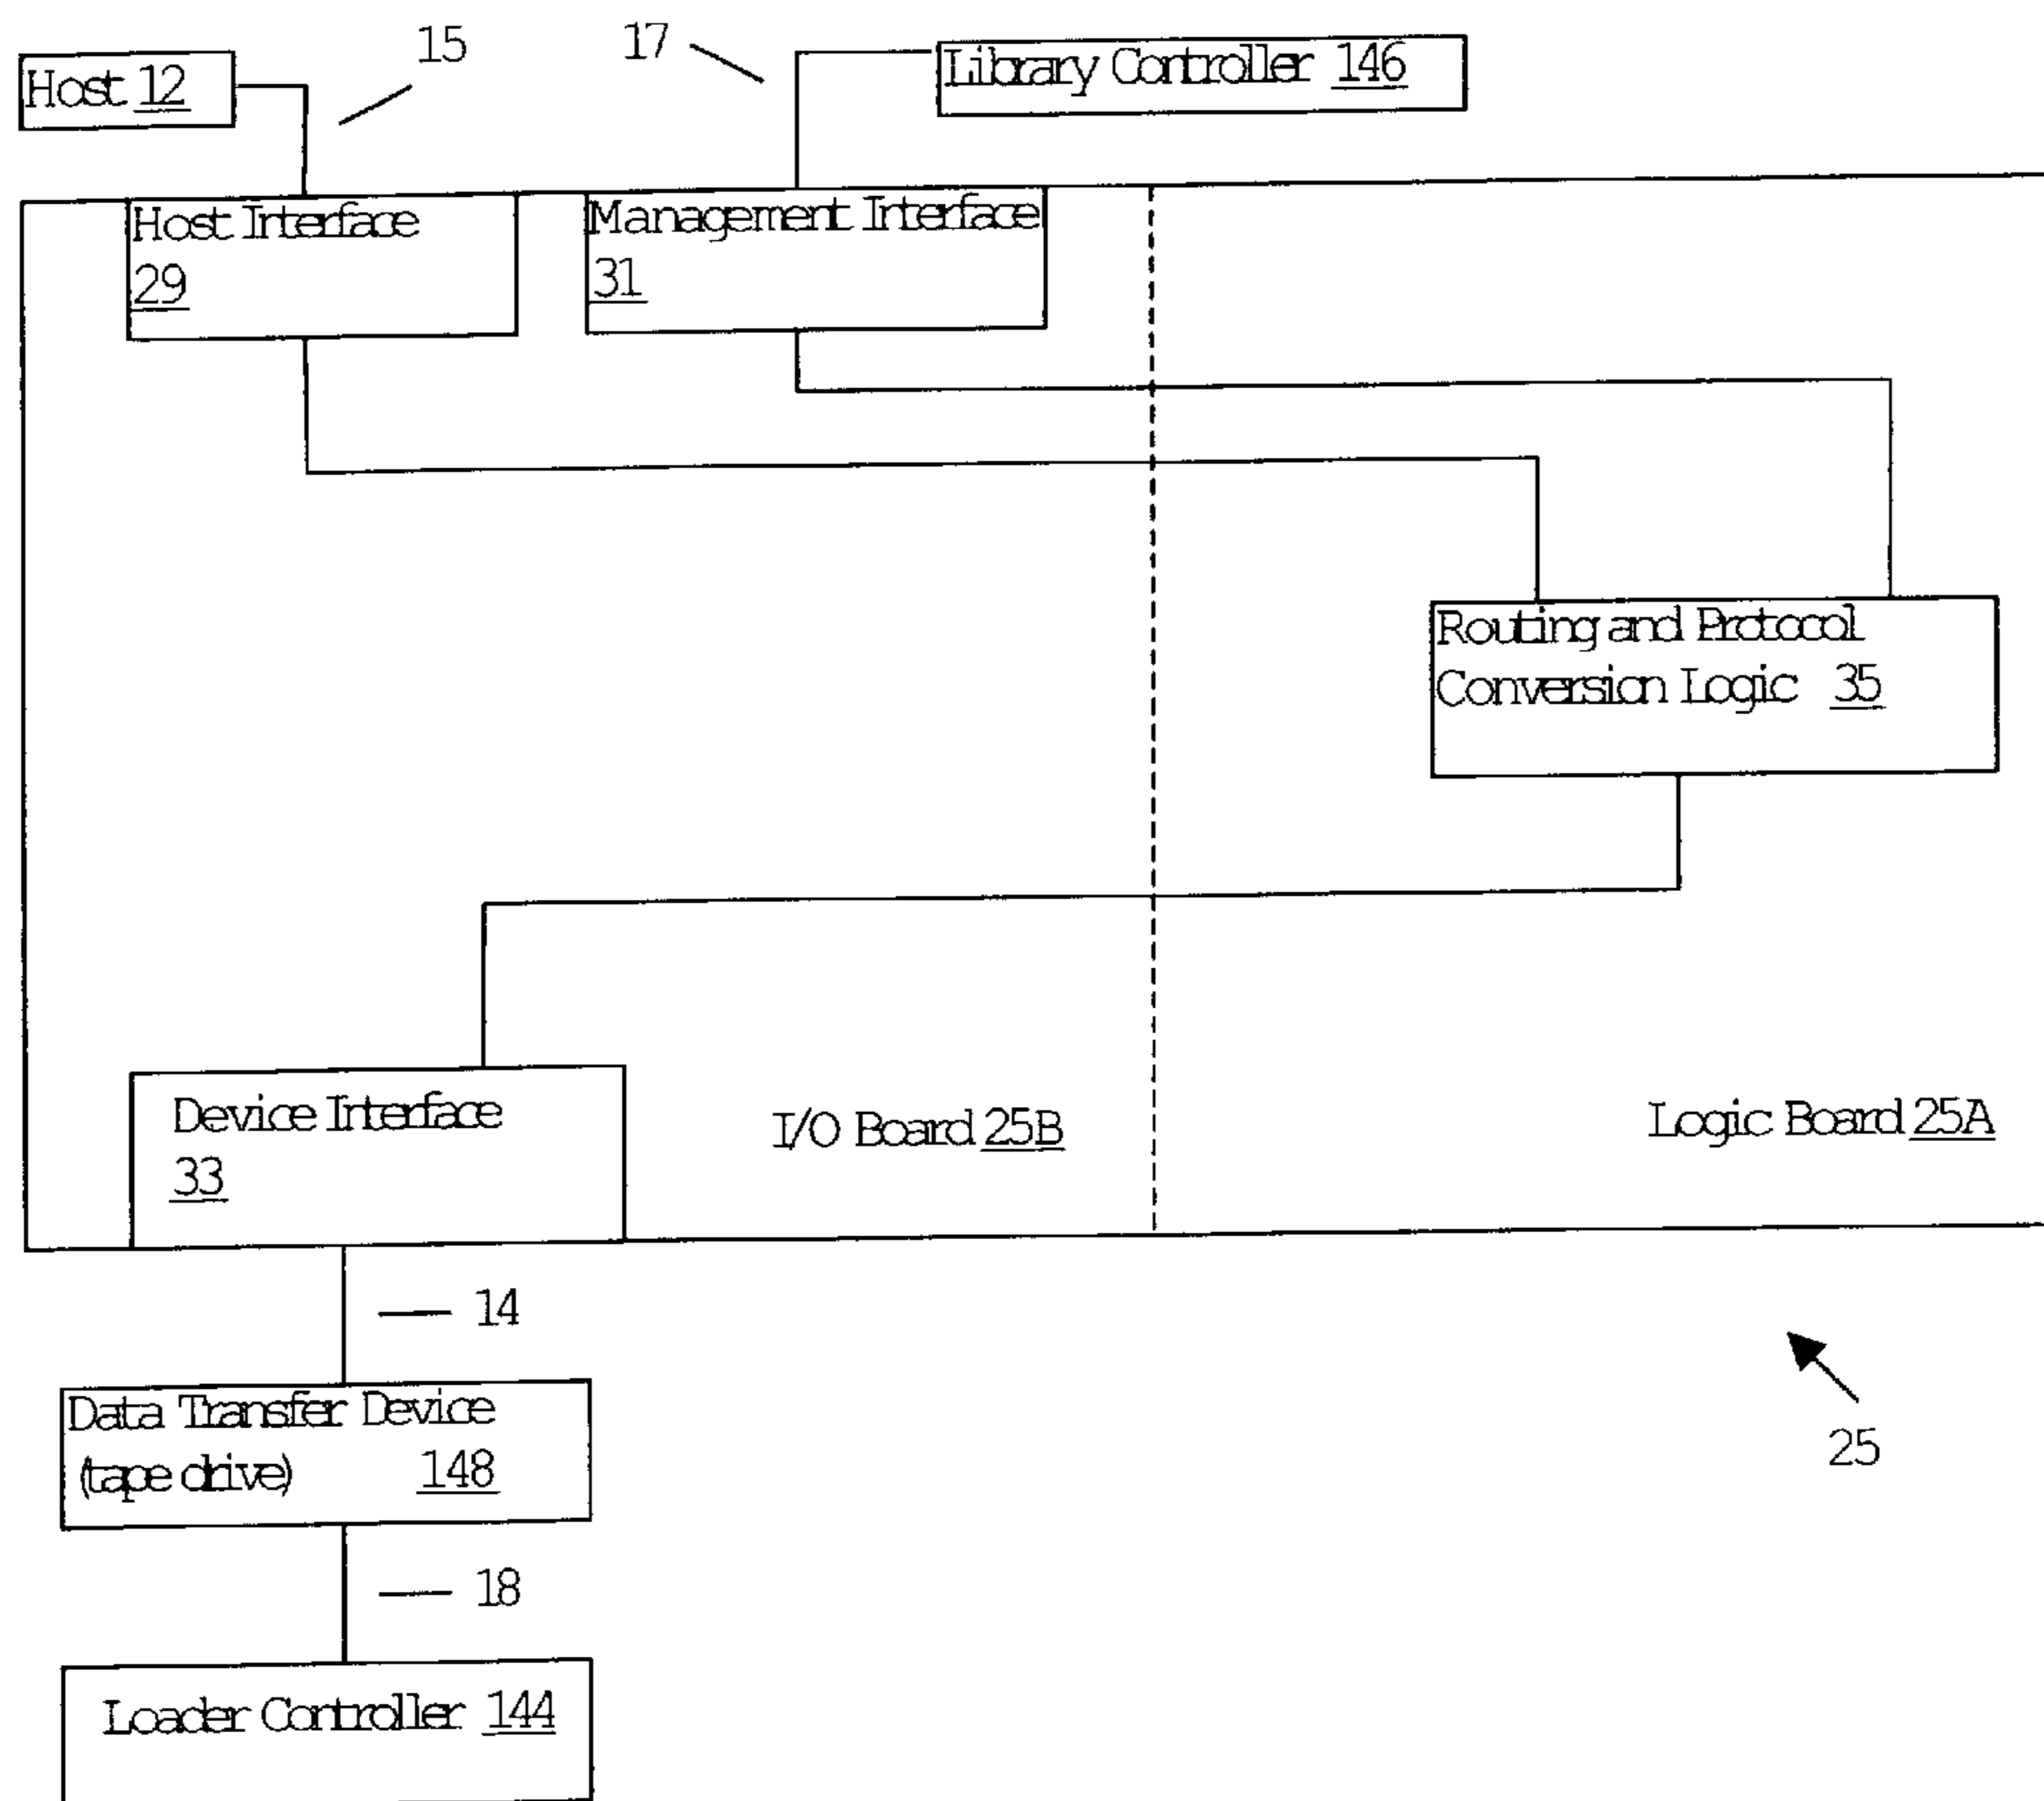 15
17
Host 12
Library Controller 146
Host Interface
29
Management Interface
31
Routing and Protocol
Conversion Logic 35
Device Interface
33
I/O Board 25B
Logic Board 25A
14
Data Transfer Device
(tape drive) 148
25
18
Loader Controller 144